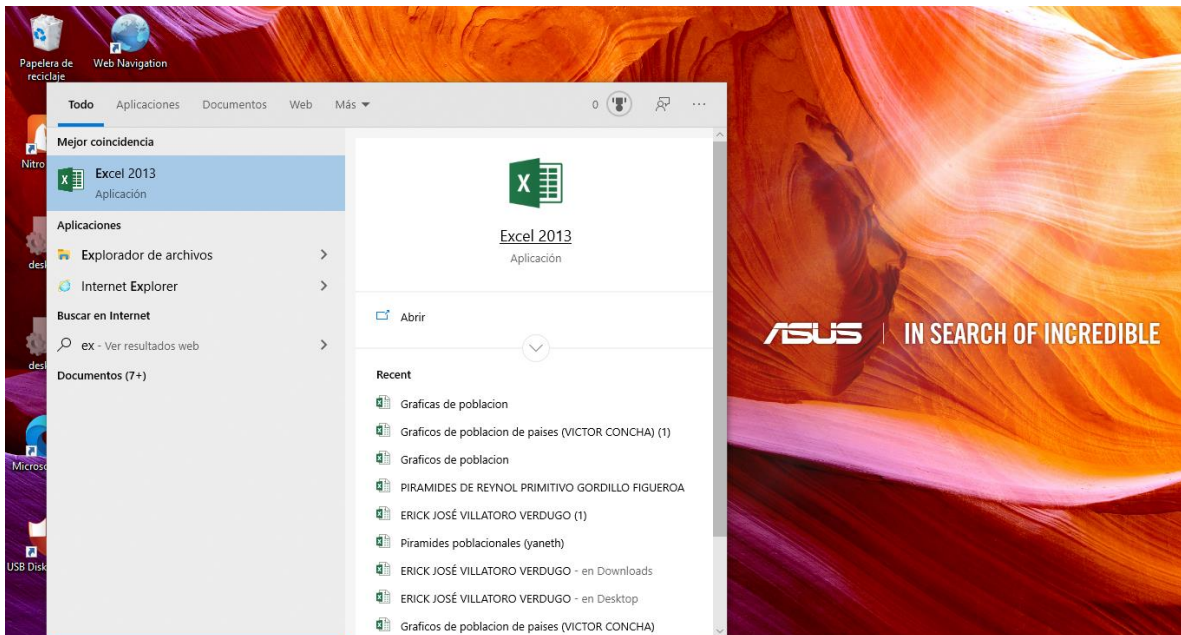 Papelera de
reciclaje
Web Navigation
Todo Aplicaciones Documentos Web Más 0 ...
Mejor coincidencia
Excel 2013
Aplicación
Aplicaciones
Explorador de archivos
Internet Explorer
Buscar en Internet
ex - Ver resultados web
Documentos (7+)
Excel 2013
Aplicación
Abrir
Recent
Graficas de poblacion
Graficos de poblacion de paises (VICTOR CONCHA) (1)
Graficos de poblacion
PIRAMIDES DE REYNOL PRIMITIVO GORDILLO FIGUEROA
ERICK JOSÉ VILLATORO VERDUGO (1)
Piramides poblacionales (yaneth)
ERICK JOSÉ VILLATORO VERDUGO - en Downloads
ERICK JOSÉ VILLATORO VERDUGO - en Desktop
Graficos de poblacion de paises (VICTOR CONCHA)
Nitro
desk
desk
Microso
USB Disk
ASUS | IN SEARCH OF INCREDIBLE